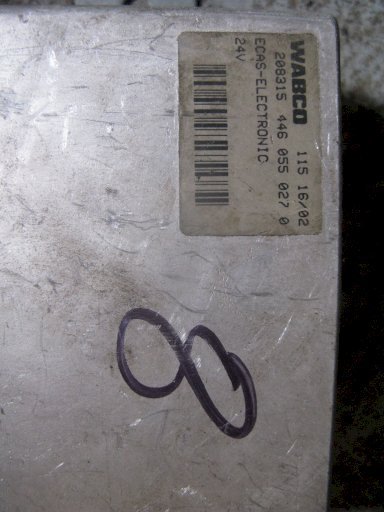 WABCO 115 16/02
208315 446 055 027 0
ECAS-ELECTRONIC
24V
8